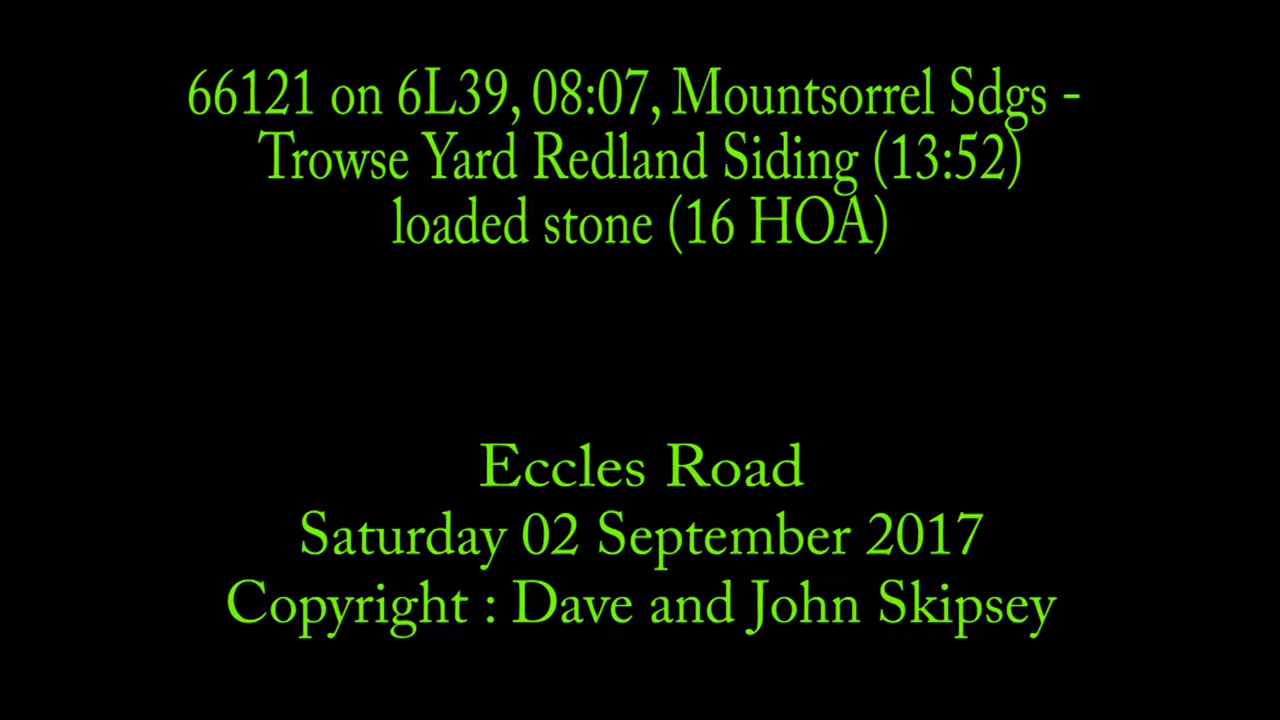 66121 on 6L39, 08:07, Mountsorrel Sdgs -
Trowse Yard Redland Siding (13:52)
loaded stone (16 HOA)
Eccles Road
Saturday 02 September 2017
Copyright : Dave and John Skipsey